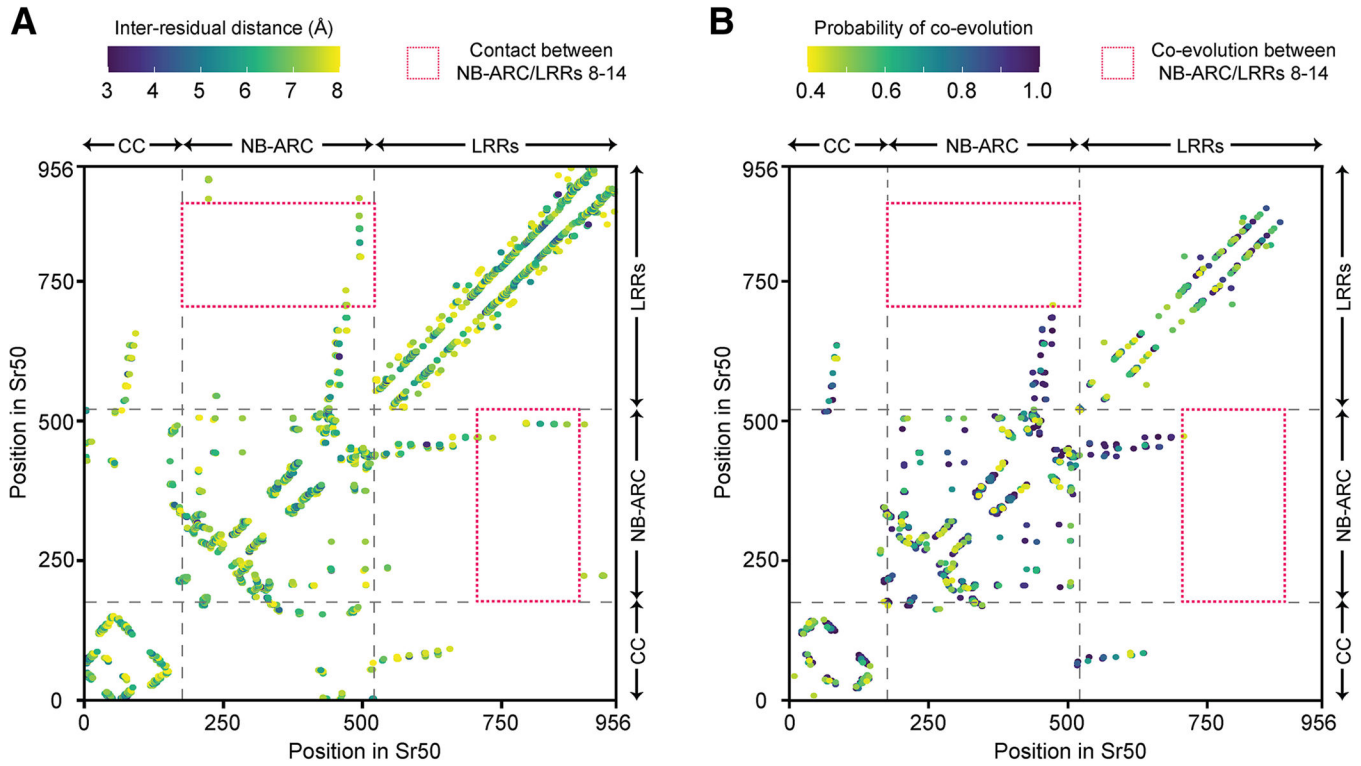 A
Inter-residual distance (Å)
3 4 5 6 7 8
Contact between
NB-ARC/LRRs 8-14
CC NB-ARC LRRs
956
750
500
250
0
Position in Sr50
LRRs
NB-ARC
CC
0 250 500 750 956
Position in Sr50
B
Probability of co-evolution
0.4 0.6 0.8 1.0
Co-evolution between
NB-ARC/LRRs 8-14
CC NB-ARC LRRs
956
750
500
250
0
Position in Sr50
LRRs
NB-ARC
CC
0 250 500 750 956
Position in Sr50